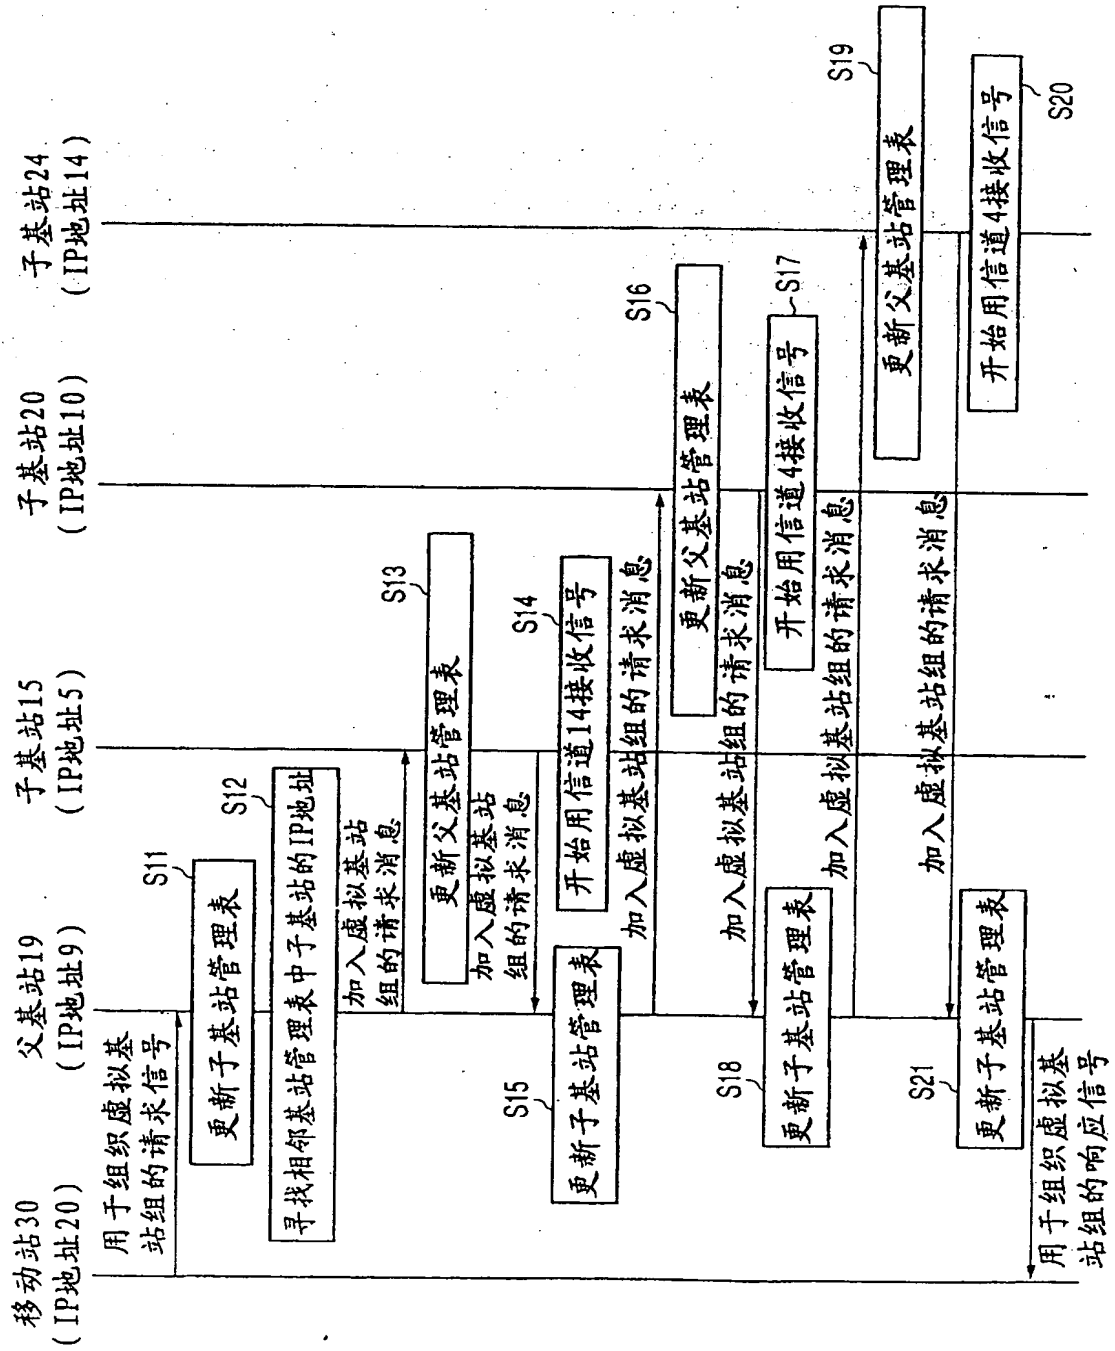 移动站30
(IP地址20)
父基站19
(IP地址9)
子基站15
(IP地址5)
子基站20
(IP地址10)
子基站24
(IP地址14)
用于组织虚拟基
站组的请求信号
S11
更新子基站管理表
S12
寻找相邻基站管理表中子基站的IP地址
加入虚拟基站
组的请求消息
S13
更新父基站管理表
加入虚拟基站
组的请求消息
S14
开始用信道14接收信号
S15
更新子基站管理表
加入虚拟基站组的请求消息
S16
更新父基站管理表
加入虚拟基站组的请求消息
S17
开始用信道4接收信号
S18
更新子基站管理表
加入虚拟基站组的请求消息
S19
更新父基站管理表
加入虚拟基站组的请求消息
S20
开始用信道4接收信号
S21
更新子基站管理表
用于组织虚拟基
站组的响应信号